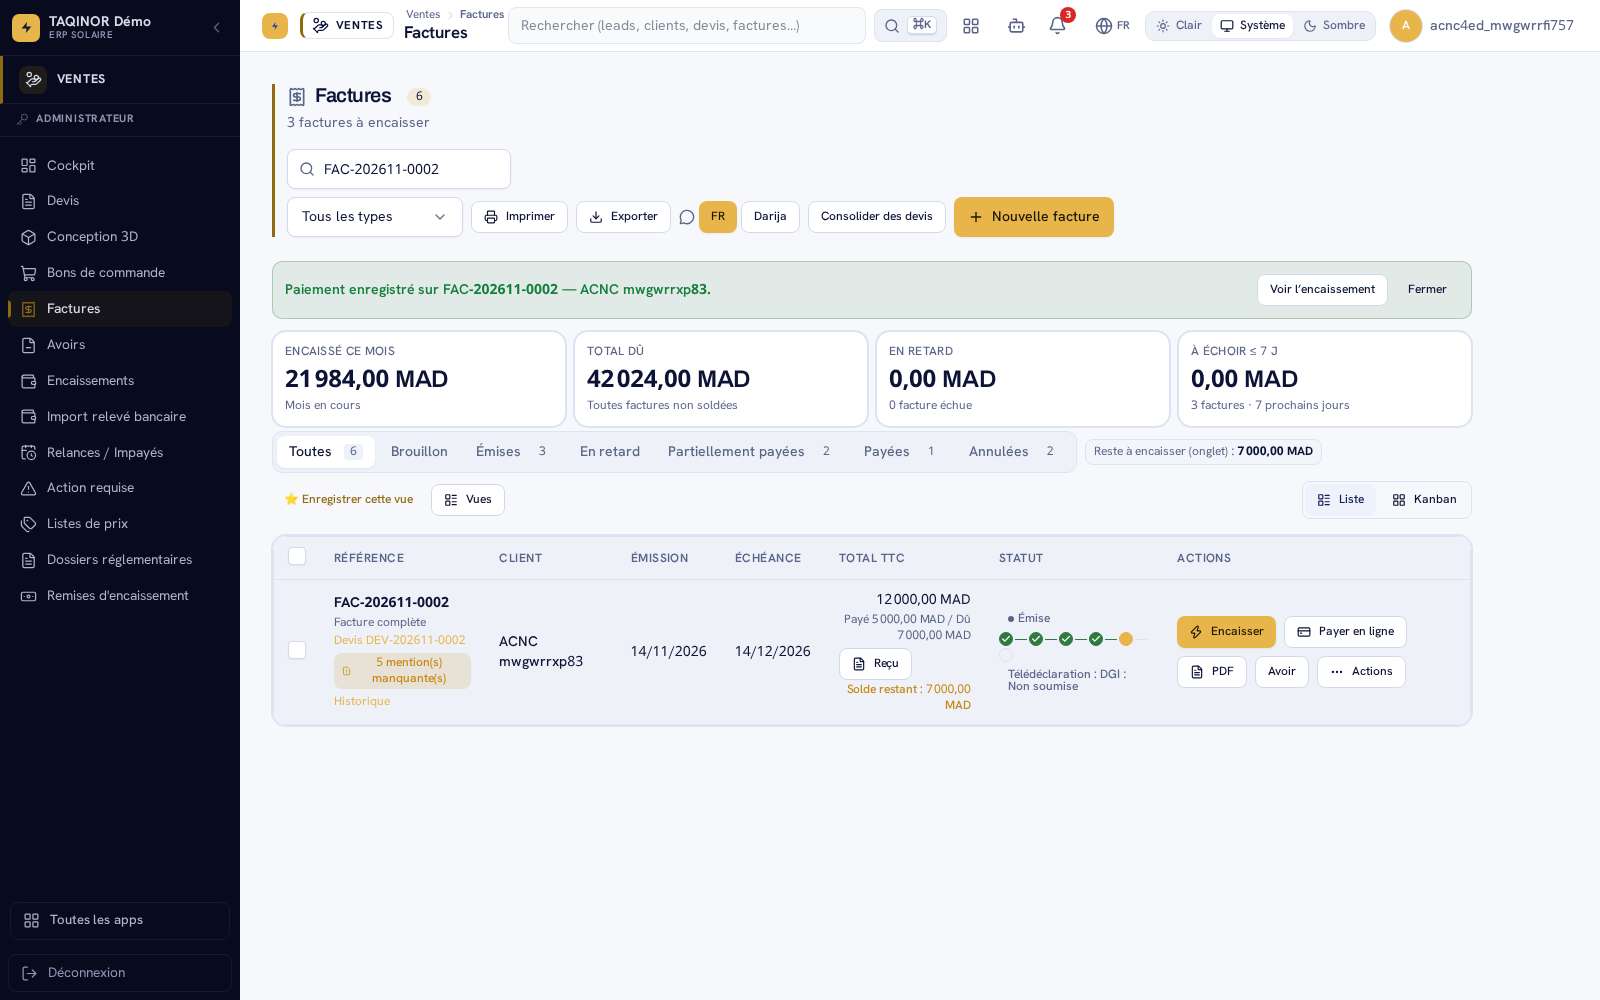 TAQINOR Démo
ERP SOLAIRE
VENTES
ADMINISTRATEUR
Cockpit
Devis
Conception 3D
Bons de commande
Factures
Avoirs
Encaissements
Import relevé bancaire
Relances / Impayés
Action requise
Listes de prix
Dossiers réglementaires
Remises d'encaissement
Toutes les apps
Déconnexion
VENTES
Ventes > Factures
Factures
Rechercher (leads, clients, devis, factures...)
⌘K
3
FR
Clair
Système
Sombre
A
acnc4ed_mwgwrrfi757
Factures 6
3 factures à encaisser
FAC-202611-0002
Tous les types
Imprimer
Exporter
FR
Darija
Consolider des devis
+ Nouvelle facture
Paiement enregistré sur FAC-202611-0002 — ACNC mwgwrrxp83.
Voir l’encaissement
Fermer
ENCAISSÉ CE MOIS
21 984,00 MAD
Mois en cours
TOTAL DÛ
42 024,00 MAD
Toutes factures non soldées
EN RETARD
0,00 MAD
0 facture échue
À ÉCHOIR ≤ 7 J
0,00 MAD
3 factures · 7 prochains jours
Toutes 6
Brouillon
Émises 3
En retard
Partiellement payées 2
Payées 1
Annulées 2
Reste à encaisser (onglet) : 7 000,00 MAD
⭐ Enregistrer cette vue
Vues
Liste
Kanban
RÉFÉRENCE
CLIENT
ÉMISSION
ÉCHÉANCE
TOTAL TTC
STATUT
ACTIONS
FAC-202611-0002
Facture complète
Devis DEV-202611-0002
5 mention(s)
manquante(s)
Historique
ACNC
mwgwrrxp83
14/11/2026
14/12/2026
12 000,00 MAD
Payé 5 000,00 MAD / Dû
7 000,00 MAD
Reçu
Solde restant : 7 000,00
MAD
Émise
Télédéclaration : DGI :
Non soumise
Encaisser
Payer en ligne
PDF
Avoir
Actions